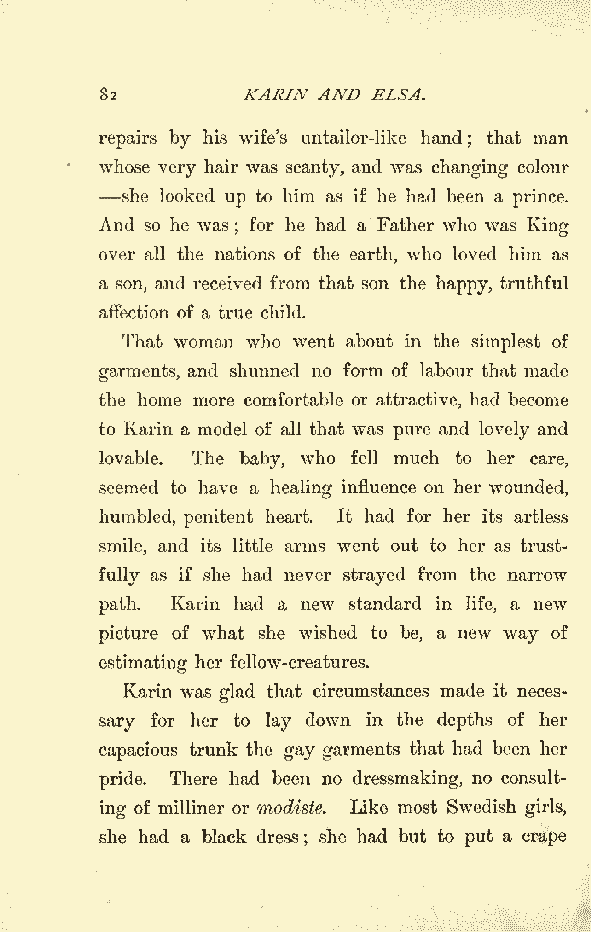 82 KARIN AND ELSA.
repairs by his wife's untailor-like hand; that man
whose very hair was scanty, and was changing colour
—she looked up to him as if he had been a prince.
And so he was; for he had a Father who was King
over all the nations of the earth, who loved him as
a son, and received from that son the happy, truthful
affection of a true child.
That woman who went about in the simplest of
garments, and shunned no form of labour that made
the home more comfortable or attractive, had become
to Karin a model of all that was pure and lovely and
lovable. The baby, who fell much to her care,
seemed to have a healing influence on her wounded,
humbled, penitent heart. It had for her its artless
smile, and its little arms went out to her as trust-
fully as if she had never strayed from the narrow
path. Karin had a new standard in life, a new
picture of what she wished to be, a new way of
estimating her fellow-creatures.
Karin was glad that circumstances made it neces-
sary for her to lay down in the depths of her
capacious trunk the gay garments that had been her
pride. There had been no dressmaking, no consult-
ing of milliner or modiste. Like most Swedish girls,
she had a black dress; she had but to put a crape